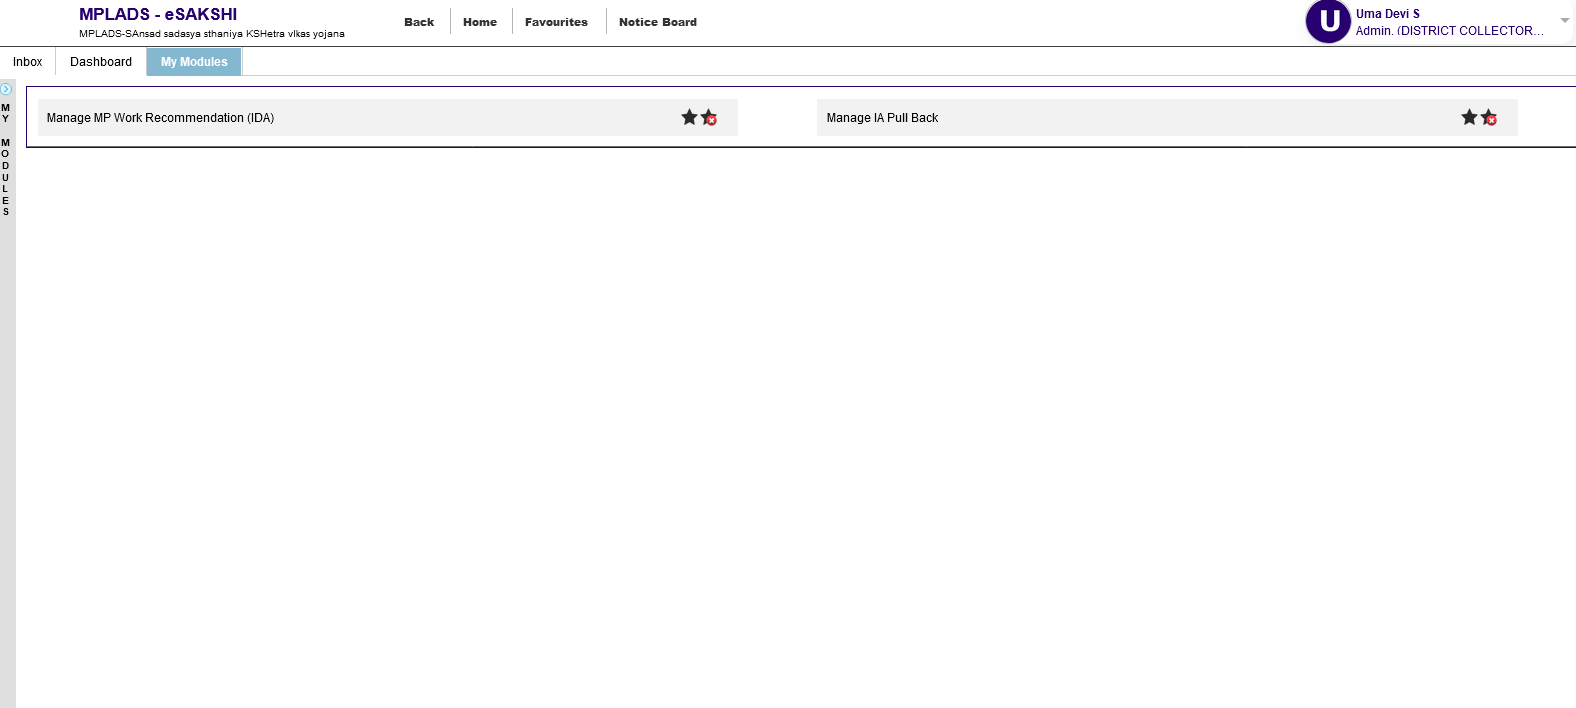 MPLADS - eSAKSHI
MPLADS-SAnsad sadasya sthaniya KSHetra vIkas yojana
Back
Home
Favourites
Notice Board
U
Uma Devi S
Admin. (DISTRICT COLLECTOR...
Inbox
Dashboard
My Modules
MY MODULES
Manage MP Work Recommendation (IDA)
Manage IA Pull Back